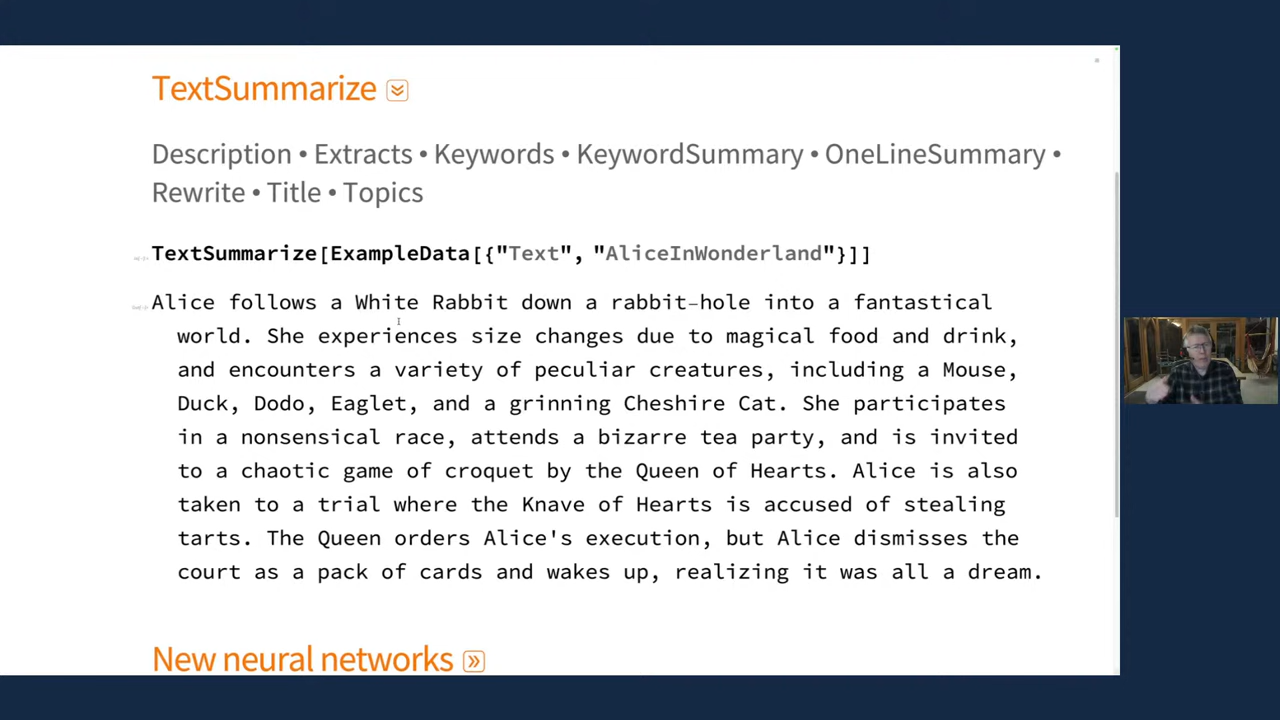 TextSummarize
Description • Extracts • Keywords • KeywordSummary • OneLineSummary •
Rewrite • Title • Topics
TextSummarize[ExampleData[{"Text", "AliceInWonderland"}]]
Alice follows a White Rabbit down a rabbit-hole into a fantastical
world. She experiences size changes due to magical food and drink,
and encounters a variety of peculiar creatures, including a Mouse,
Duck, Dodo, Eaglet, and a grinning Cheshire Cat. She participates
in a nonsensical race, attends a bizarre tea party, and is invited
to a chaotic game of croquet by the Queen of Hearts. Alice is also
taken to a trial where the Knave of Hearts is accused of stealing
tarts. The Queen orders Alice's execution, but Alice dismisses the
court as a pack of cards and wakes up, realizing it was all a dream.
New neural networks